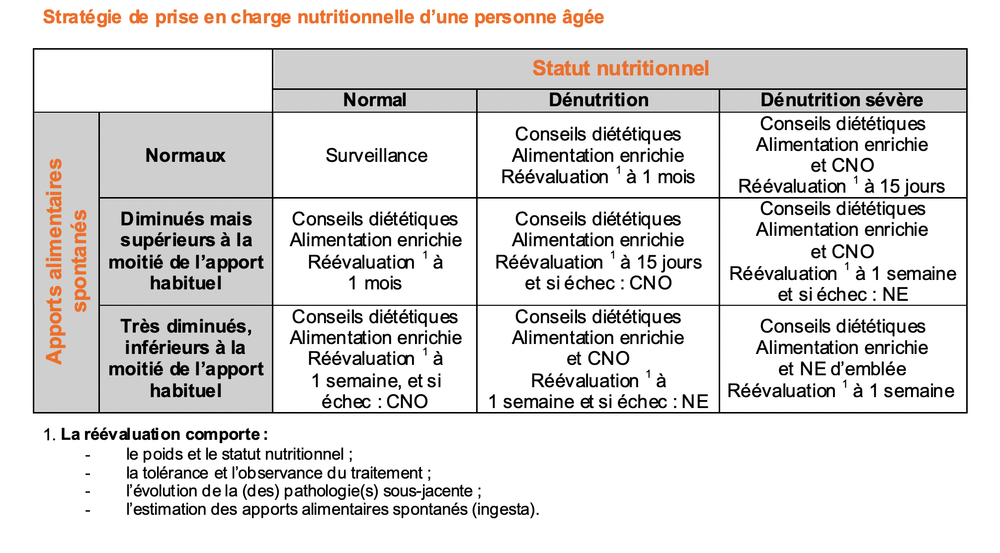 Stratégie de prise en charge nutritionnelle d’une personne âgée
Statut nutritionnel
Normal
Dénutrition
Dénutrition sévère
Apports alimentaires
spontanés
Normaux
Surveillance
Conseils diététiques
Alimentation enrichie
Réévaluation 1 à 1 mois
Conseils diététiques
Alimentation enrichie
et CNO
Réévaluation 1 à 15 jours
Diminués mais
supérieurs à la
moitié de l’apport
habituel
Conseils diététiques
Alimentation enrichie
Réévaluation 1 à
1 mois
Conseils diététiques
Alimentation enrichie
Réévaluation 1 à 15 jours
et si échec : CNO
Conseils diététiques
Alimentation enrichie
et CNO
Réévaluation 1 à 1 semaine
et si échec : NE
Très diminués,
inférieurs à la
moitié de l’apport
habituel
Conseils diététiques
Alimentation enrichie
Réévaluation 1 à
1 semaine, et si
échec : CNO
Conseils diététiques
Alimentation enrichie
et CNO
Réévaluation 1 à
1 semaine et si échec : NE
Conseils diététiques
Alimentation enrichie
et NE d’emblée
Réévaluation 1 à 1 semaine
1. La réévaluation comporte :
- le poids et le statut nutritionnel ;
- la tolérance et l’observance du traitement ;
- l’évolution de la (des) pathologie(s) sous-jacente ;
- l’estimation des apports alimentaires spontanés (ingesta).